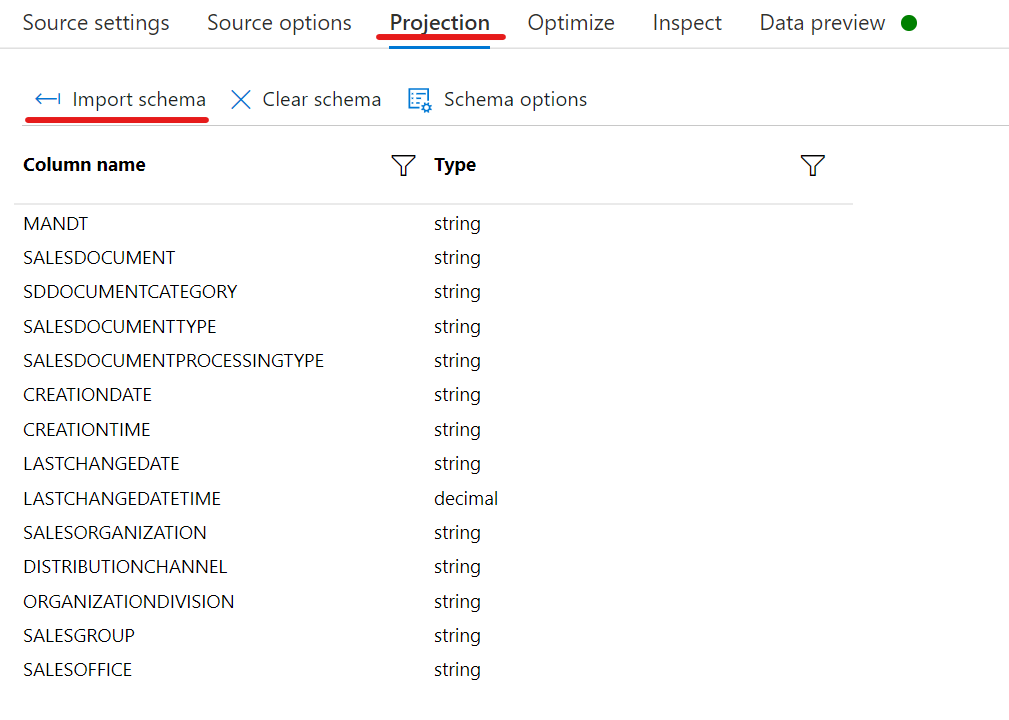 Source settings Source options Projection Optimize Inspect Data preview
Import schema Clear schema Schema options
Column name Type
MANDT string
SALESDOCUMENT string
SDDOCUMENTCATEGORY string
SALESDOCUMENTTYPE string
SALESDOCUMENTPROCESSINGTYPE string
CREATIONDATE string
CREATIONTIME string
LASTCHANGEDATE string
LASTCHANGEDATETIME decimal
SALESORGANIZATION string
DISTRIBUTIONCHANNEL string
ORGANIZATIONDIVISION string
SALESGROUP string
SALESOFFICE string